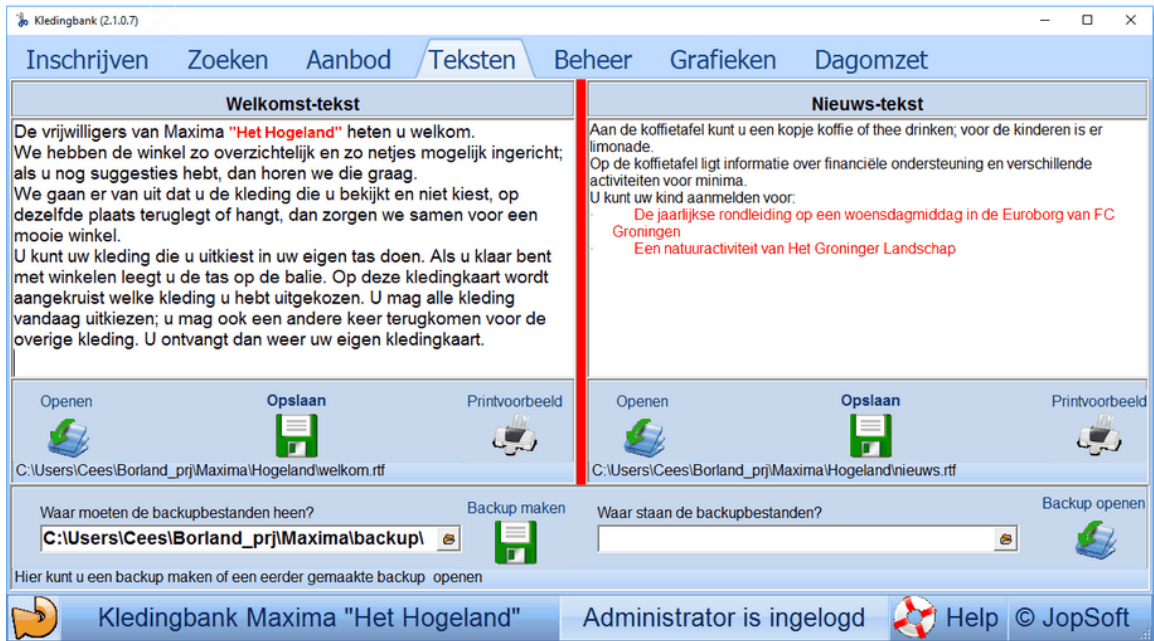 Kledingbank (2.1.0.7)
Inschrijven Zoeken Aanbod Teksten Beheer Grafieken Dagomzet
Welkomst-tekst
De vrijwilligers van Maxima "Het Hogeland" heten u welkom.
We hebben de winkel zo overzichtelijk en zo netjes mogelijk ingericht;
als u nog suggesties hebt, dan horen we die graag.
We gaan er van uit dat u de kleding die u bekijkt en niet kiest, op
dezelfde plaats teruglegt of hangt, dan zorgen we samen voor een
mooie winkel.
U kunt uw kleding die u uitkiest in uw eigen tas doen. Als u klaar bent
met winkelen leegt u de tas op de balie. Op deze kledingkaart wordt
aangekruist welke kleding u hebt uitgekozen. U mag alle kleding
vandaag uitkiezen; u mag ook een andere keer terugkomen voor de
overige kleding. U ontvangt dan weer uw eigen kledingkaart.
Openen Opslaan Printvoorbeeld
C:\Users\Cees\Borland_prj\Maxima\Hogeland\welkom.rtf
Nieuws-tekst
Aan de koffietafel kunt u een kopje koffie of thee drinken; voor de kinderen is er
limonade.
Op de koffietafel ligt informatie over financiële ondersteuning en verschillende
activiteiten voor minima.
U kunt uw kind aanmelden voor:
· De jaarlijkse rondleiding op een woensdagmiddag in de Euroborg van FC
Groningen
· Een natuuractiviteit van Het Groninger Landschap
Openen Opslaan Printvoorbeeld
C:\Users\Cees\Borland_prj\Maxima\Hogeland\nieuws.rtf
Waar moeten de backupbestanden heen? Backup maken
C:\Users\Cees\Borland_prj\Maxima\backup\
Waar staan de backupbestanden? Backup openen
Hier kunt u een backup maken of een eerder gemaakte backup openen
Kledingbank Maxima "Het Hogeland" Administrator is ingelogd Help © JopSoft